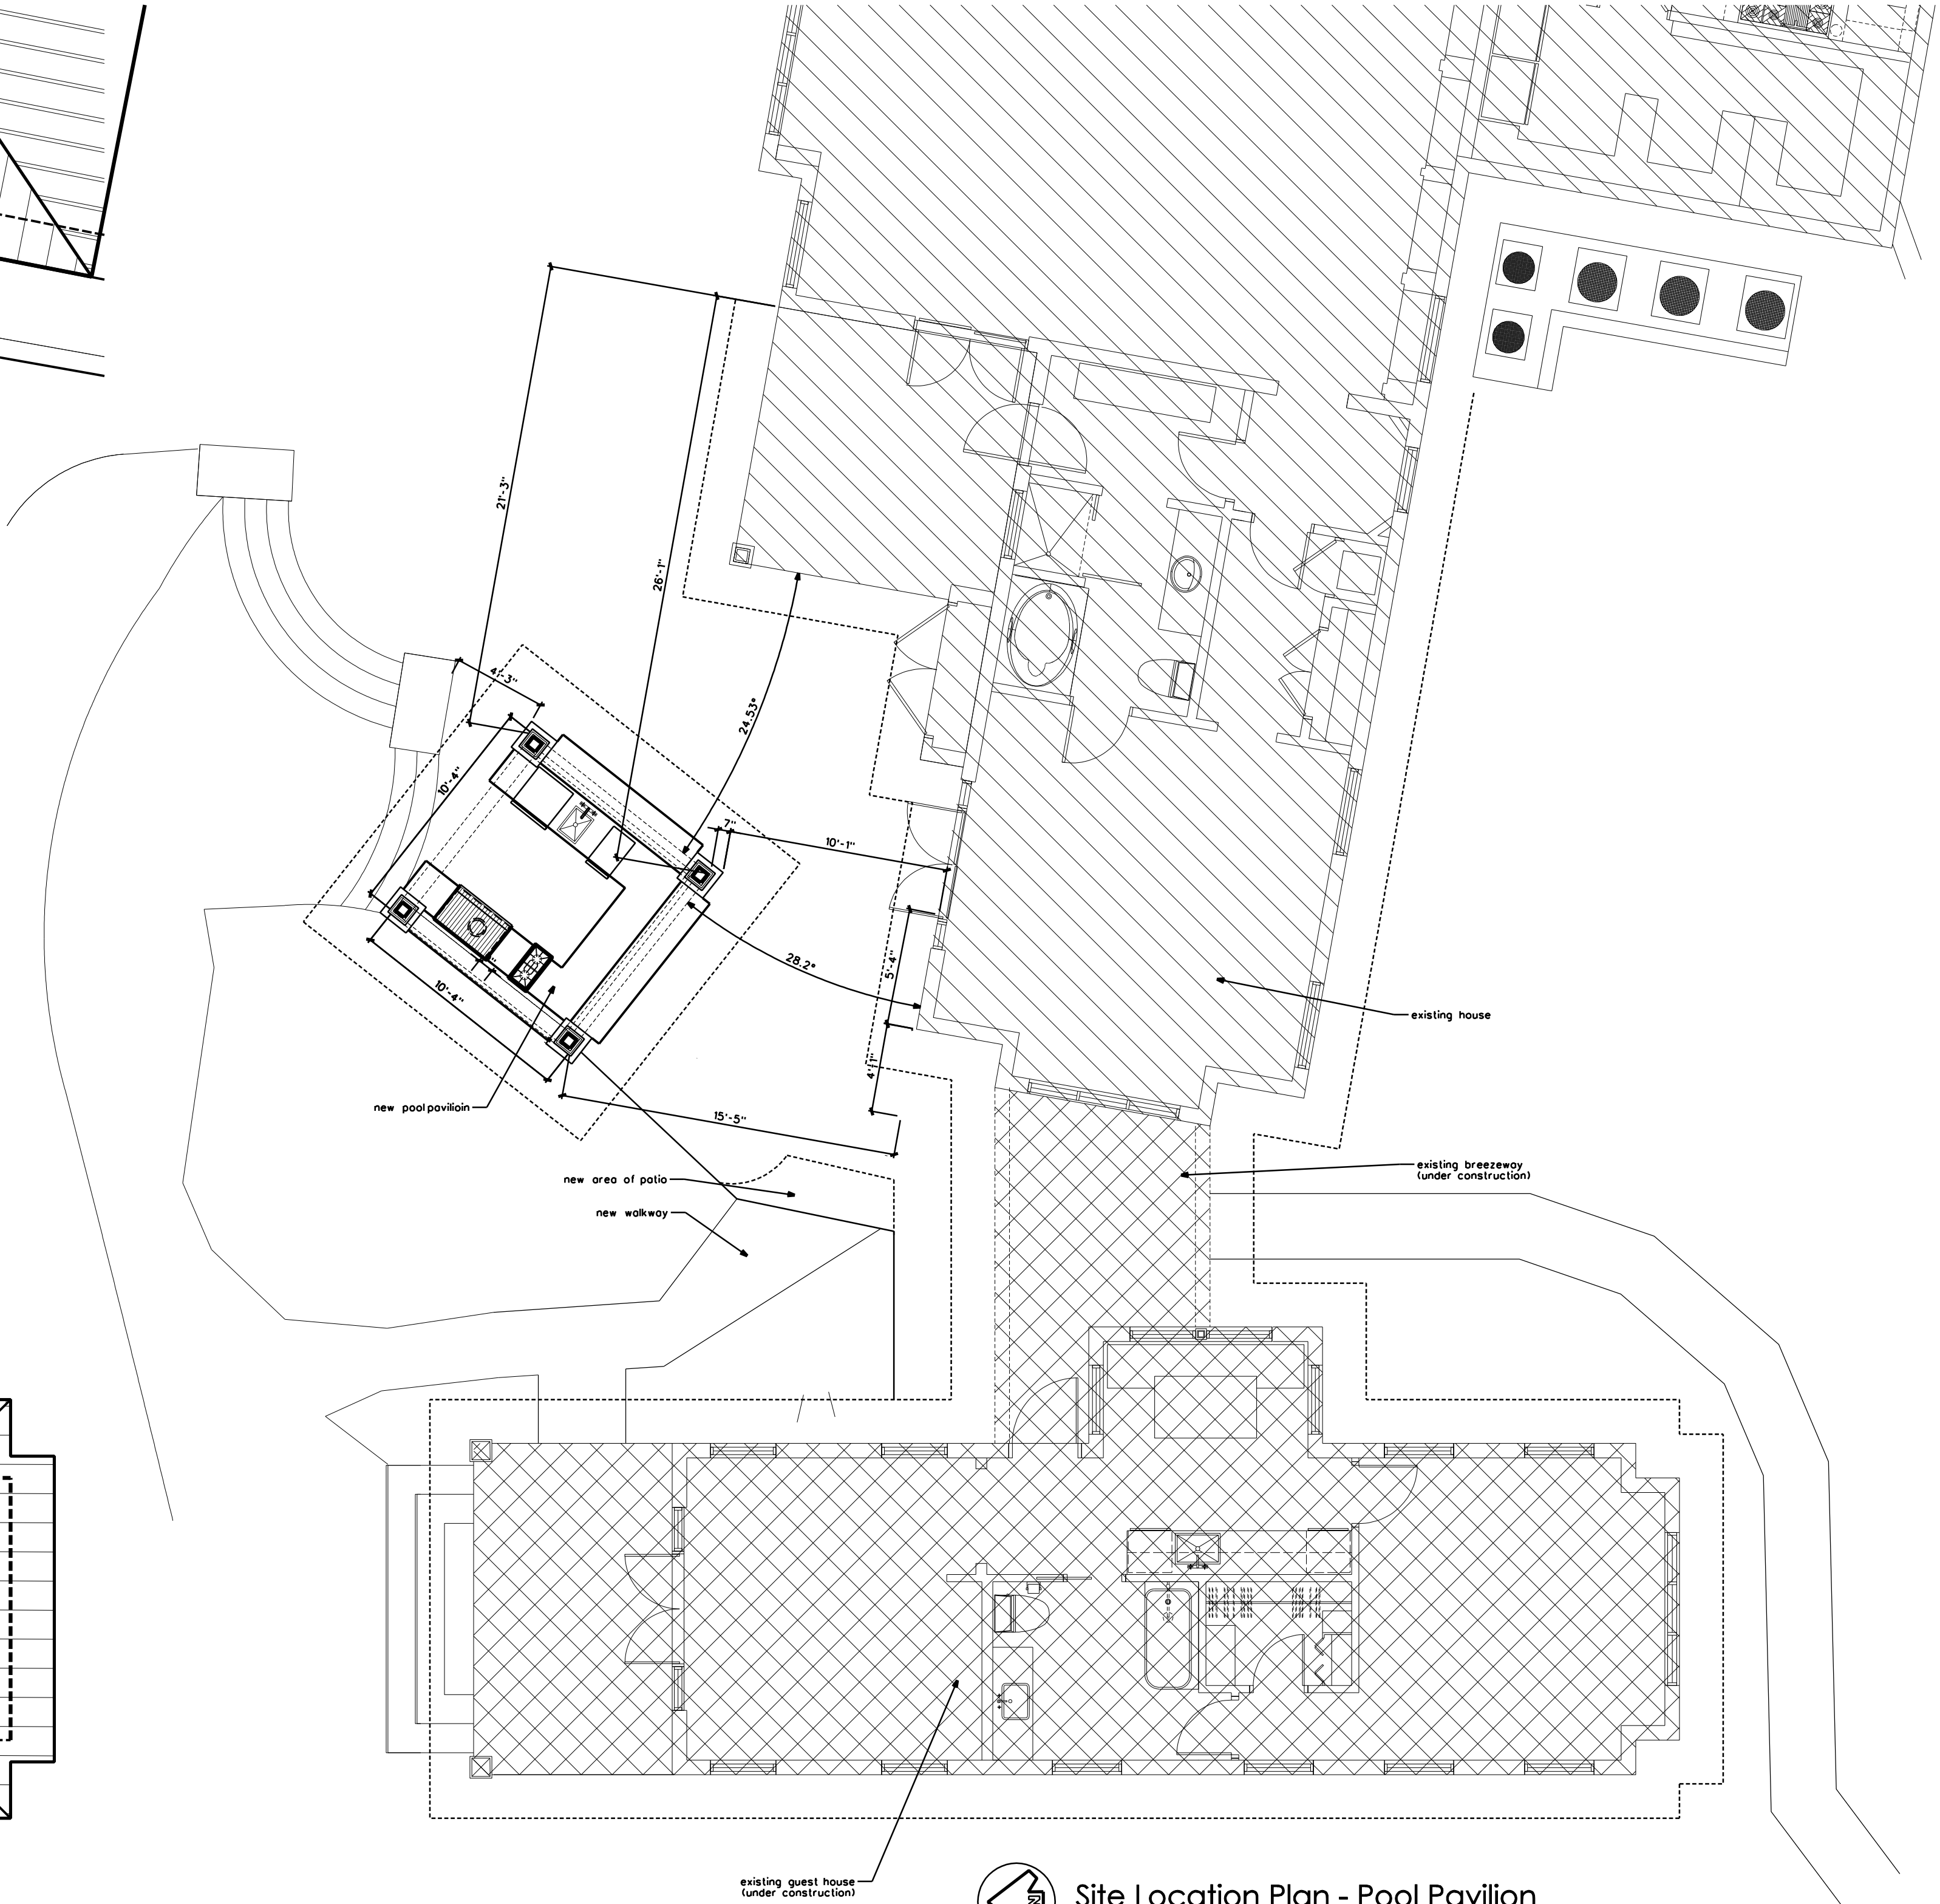 21'-3"
26'-1"
4'-3"
24.53°
10'-4"
7"
10'-1"
28.2°
5'-4"
10'-4"
existing house
4'-1"
new pool pavilioin
15'-5"
existing breezeway
(under construction)
new area of patio
new walkway
existing guest house
(under construction)
N
Site Location Plan - Pool Pavilion